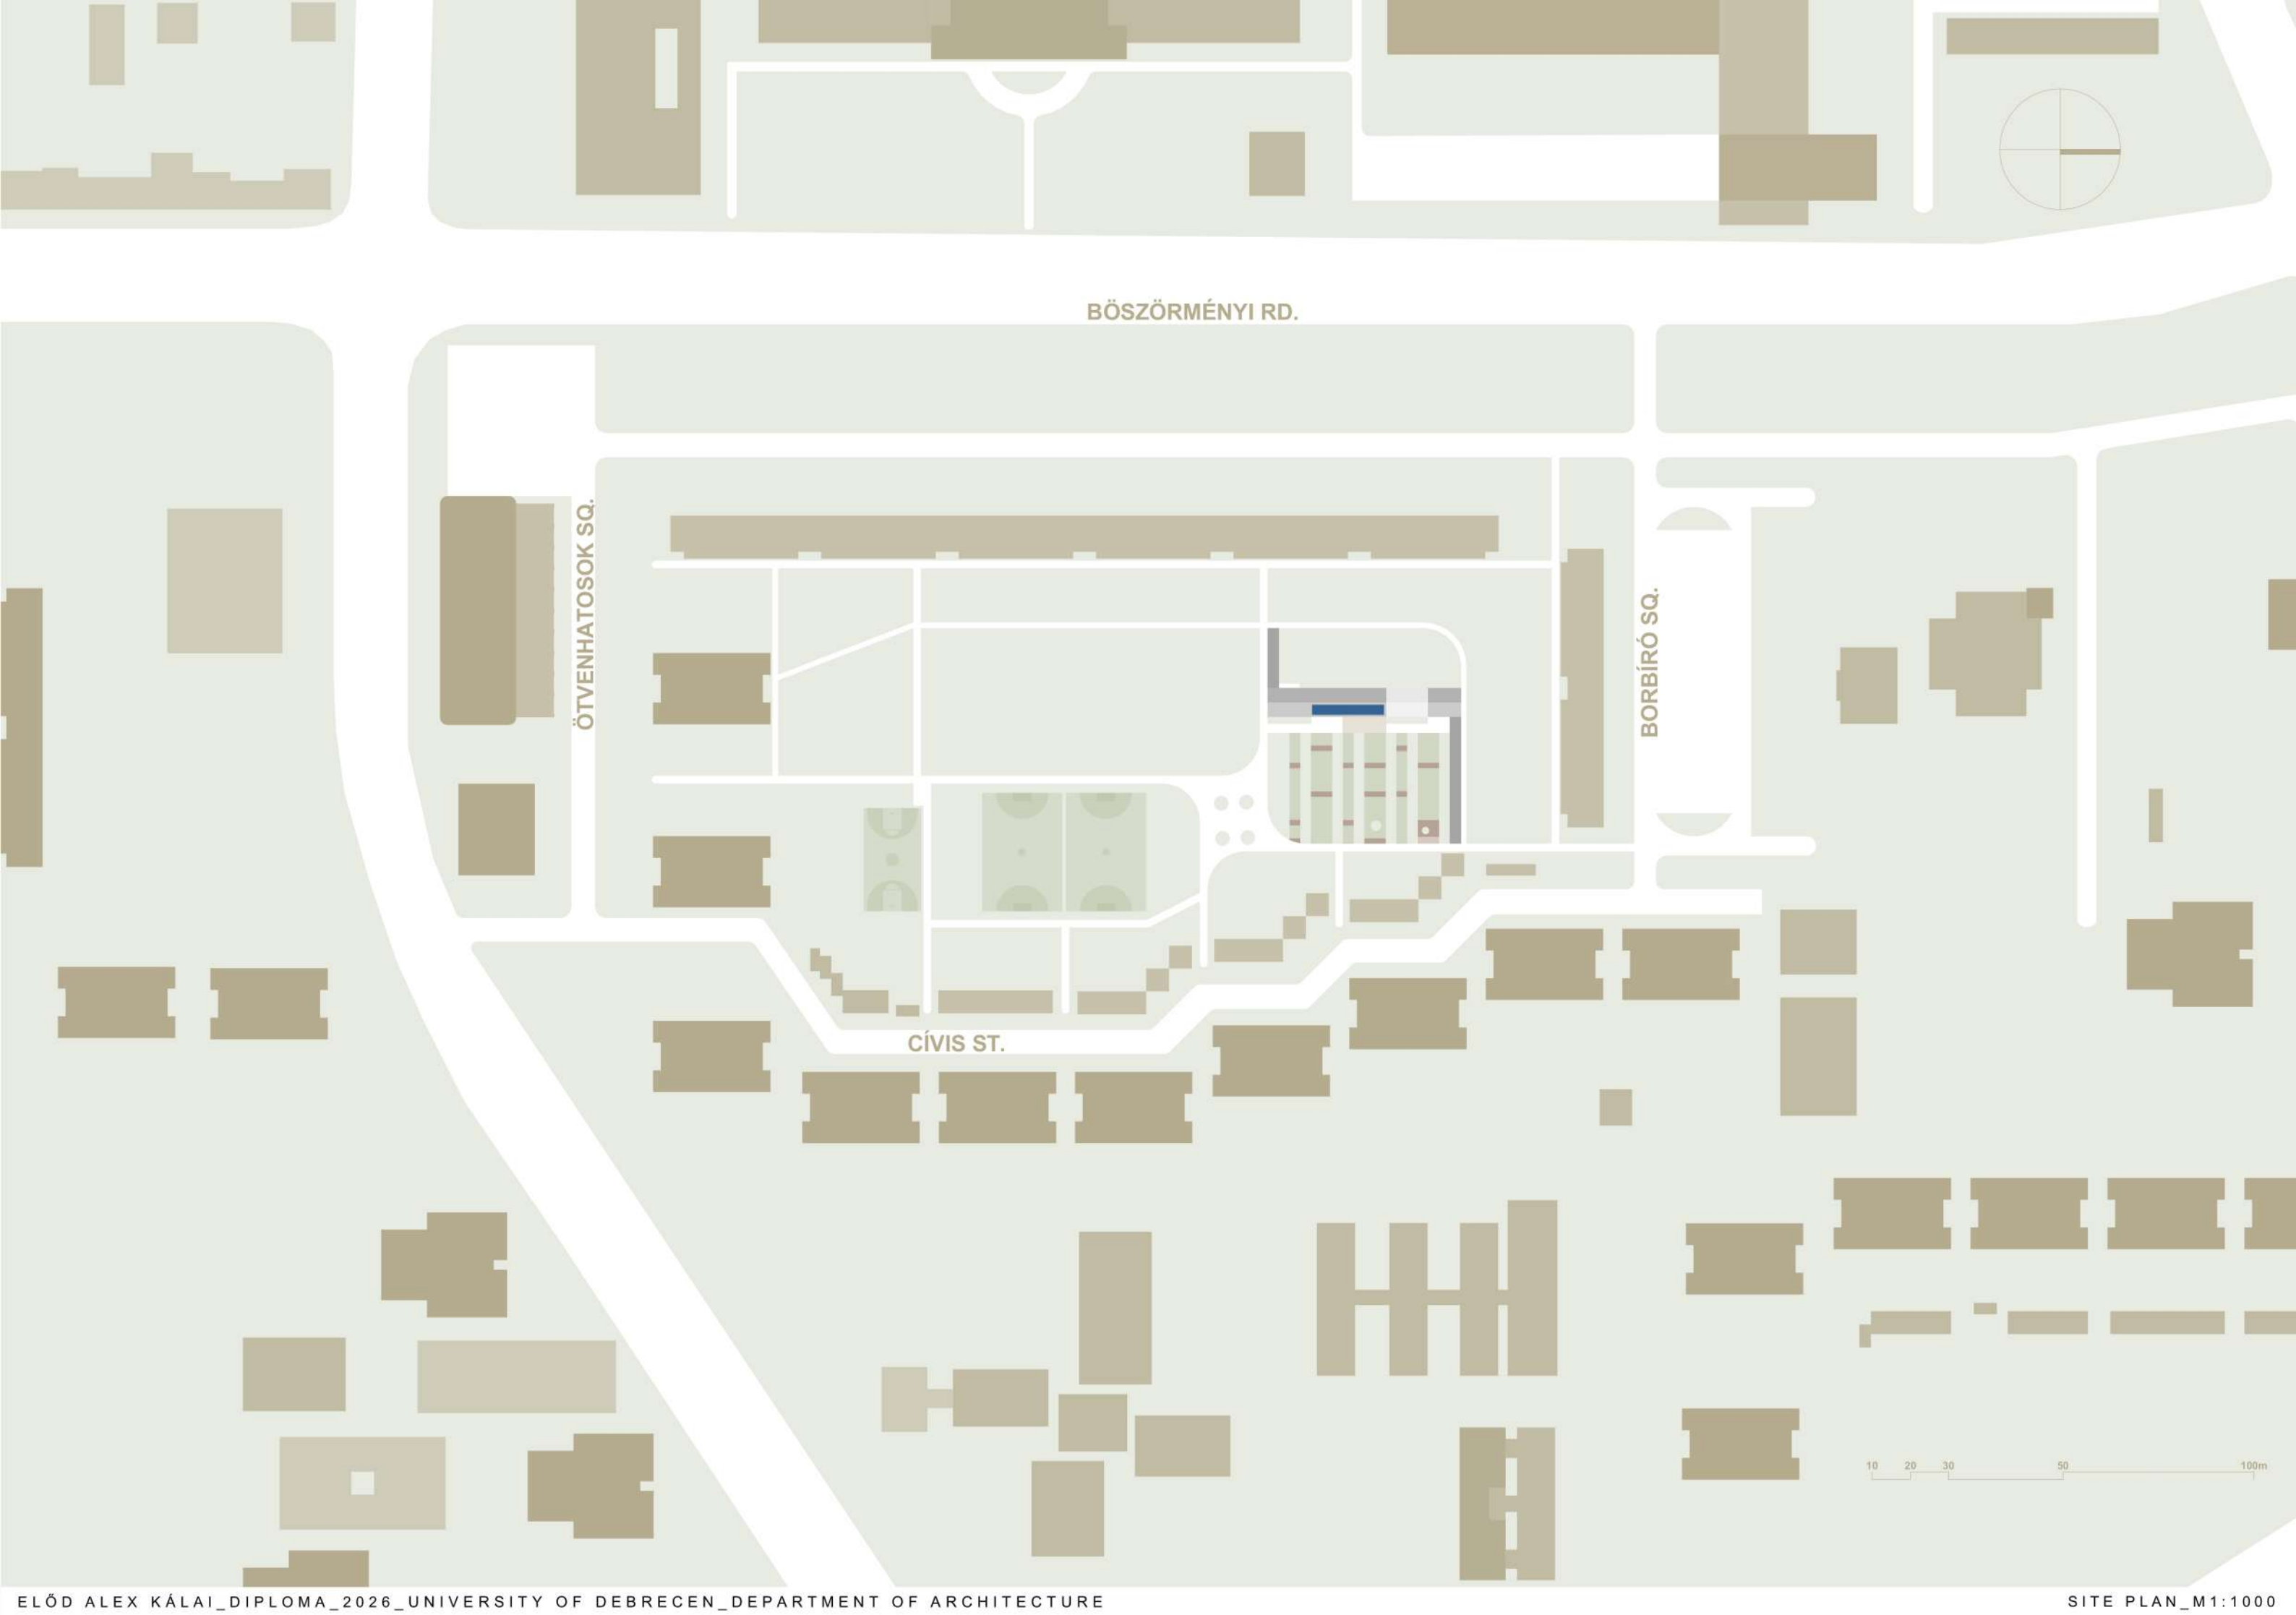 BÖSZÖRMÉNYI RD.
ÖTVENHATOSOK SQ.
BORBÍRÓ SQ.
CÍVIS ST.
10 20 30 50 100m
ELŐD ALEX KÁLAI_DIPLOMA_2026_UNIVERSITY OF DEBRECEN_DEPARTMENT OF ARCHITECTURE
SITE PLAN_M1:1000